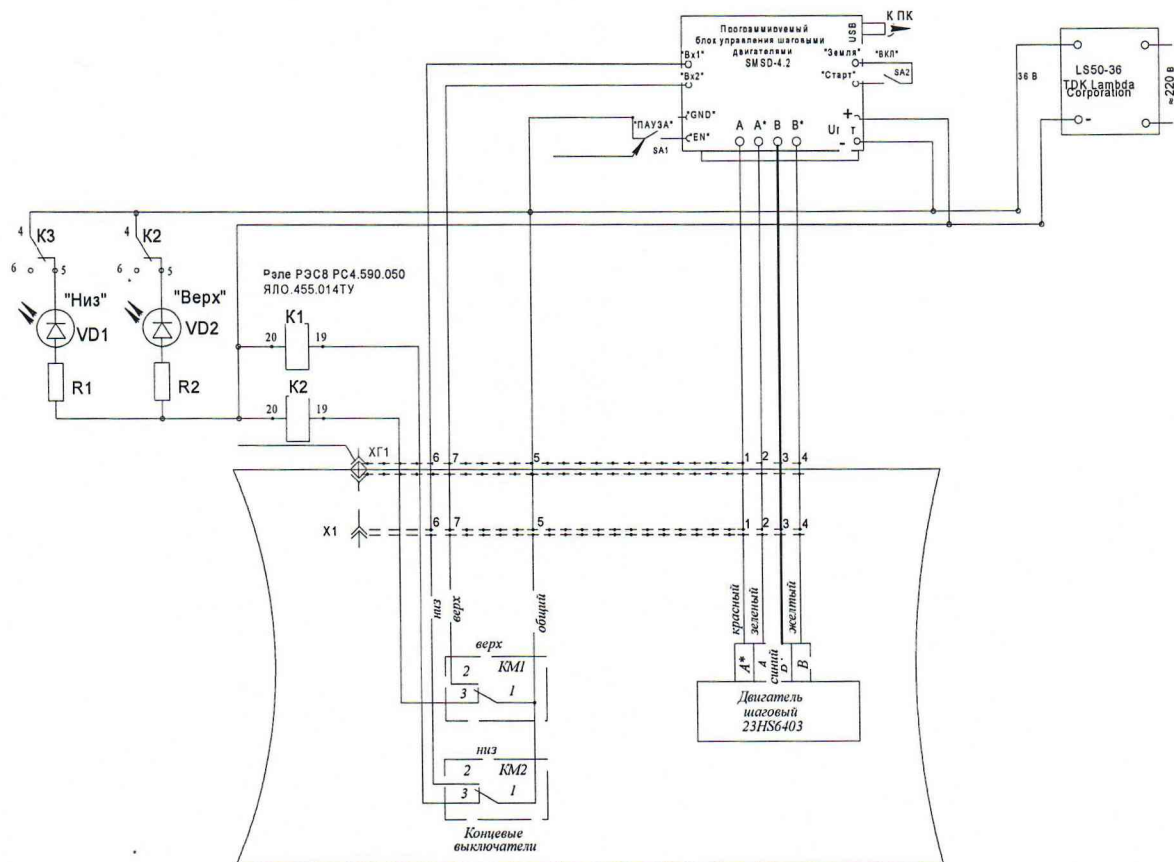 Программируемый
блок управления шаговыми
двигателями
SMSD-4.2
USB
К ПК
"Вх1"
"Вх2"
"Земля"
"ВКЛ"
"Старт"
SA2
"GND"
"ПАУЗА"
"EN"
SA1
A A* B B*
+
-
36 В
LS50-36
TDK Lambda
Corporation
-
≈220 в
4 К3
6 5
"Низ"
VD1
R1
4 К2
6 5
"Верх"
VD2
R2
Рэле РЭС8 РС4.590.050
ЯЛО.455.014ТУ
К1
20 19
К2
20 19
ХГ1
6 7 5 1 2 3 4
Х1
6 7 5 1 2 3 4
низ
верх
общий
красный
зеленый
синий
желтый
верх
2 КМ1
3 1
низ
2 КМ2
3 1
Концевые
выключатели
А* А В
Двигатель
шаговый
23HS6403